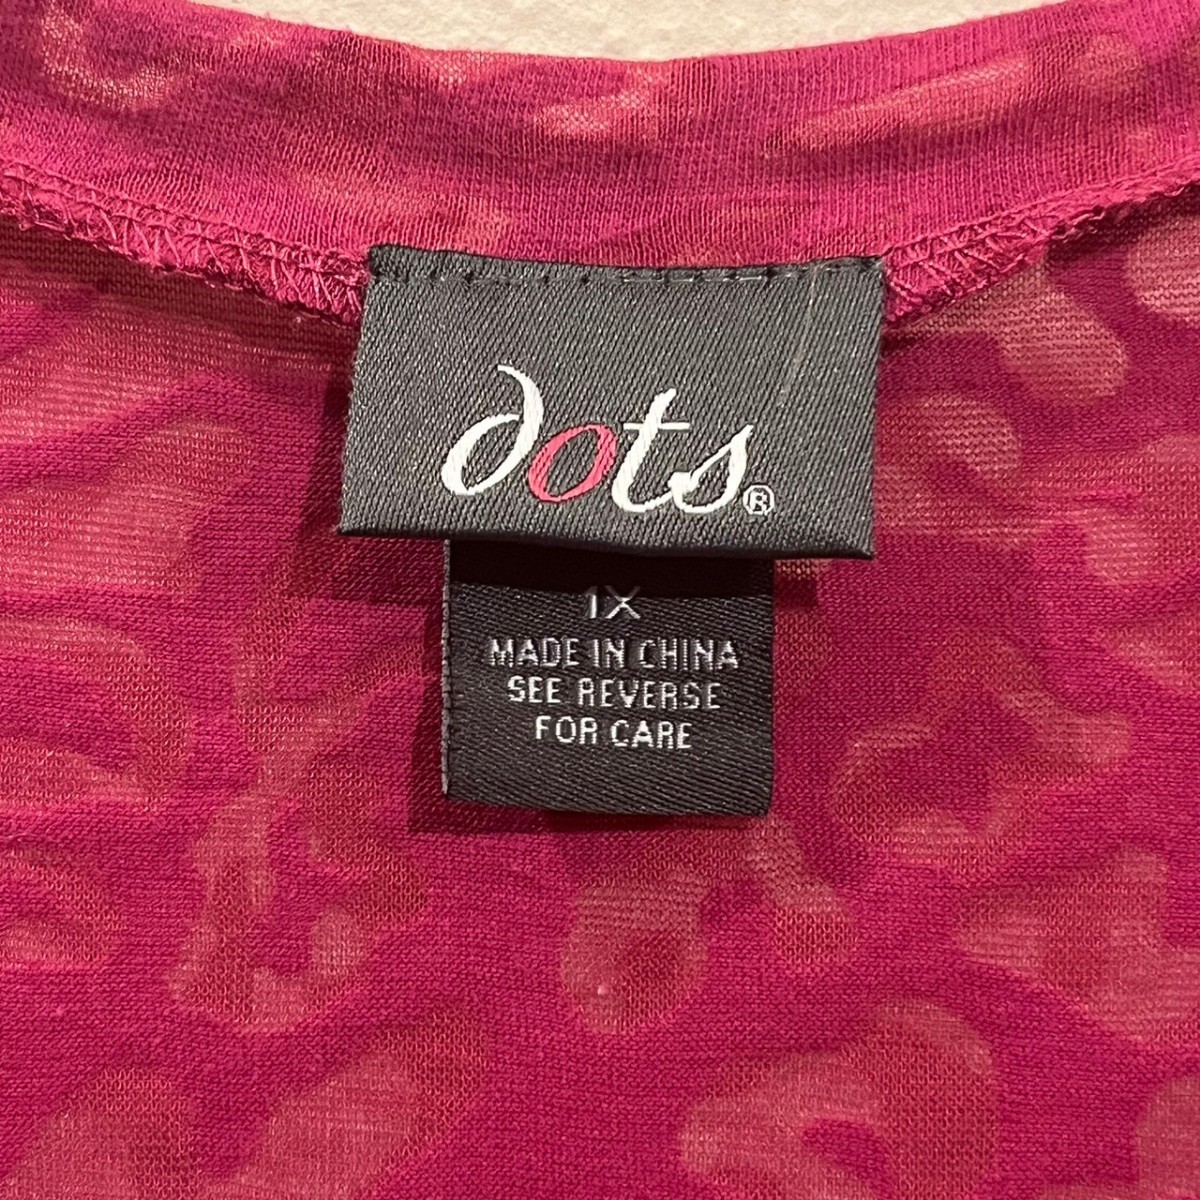 dots®
1X
MADE IN CHINA
SEE REVERSE
FOR CARE